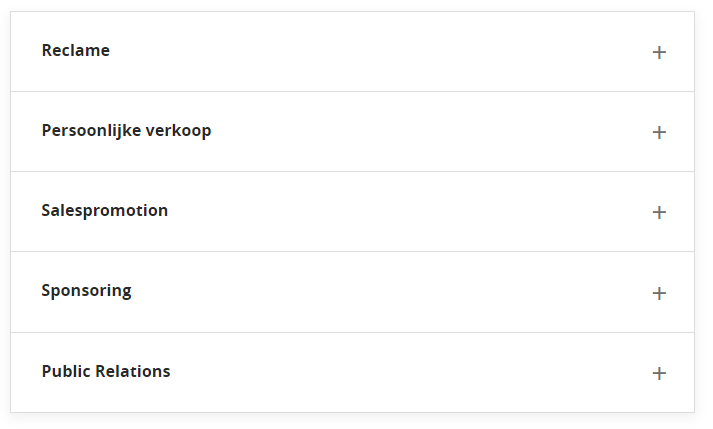 Reclame
Persoonlijke verkoop
Salespromotion
Sponsoring
Public Relations